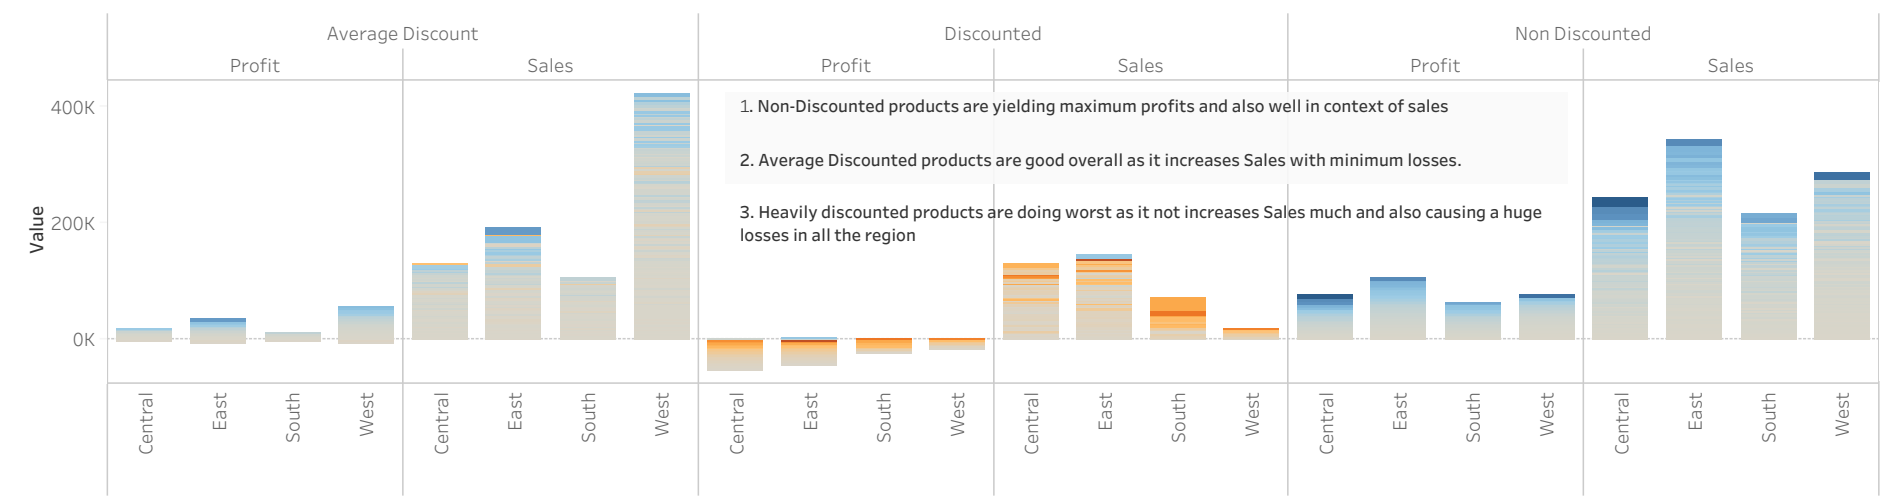 Average Discount Discounted Non Discounted
Profit Sales Profit Sales Profit Sales
Value
400K
200K
0K
1. Non-Discounted products are yielding maximum profits and also well in context of sales
2. Average Discounted products are good overall as it increases Sales with minimum losses.
3. Heavily discounted products are doing worst as it not increases Sales much and also causing a huge
losses in all the region
Central East South West Central East South West Central East South West Central East South West Central East South West Central East South West